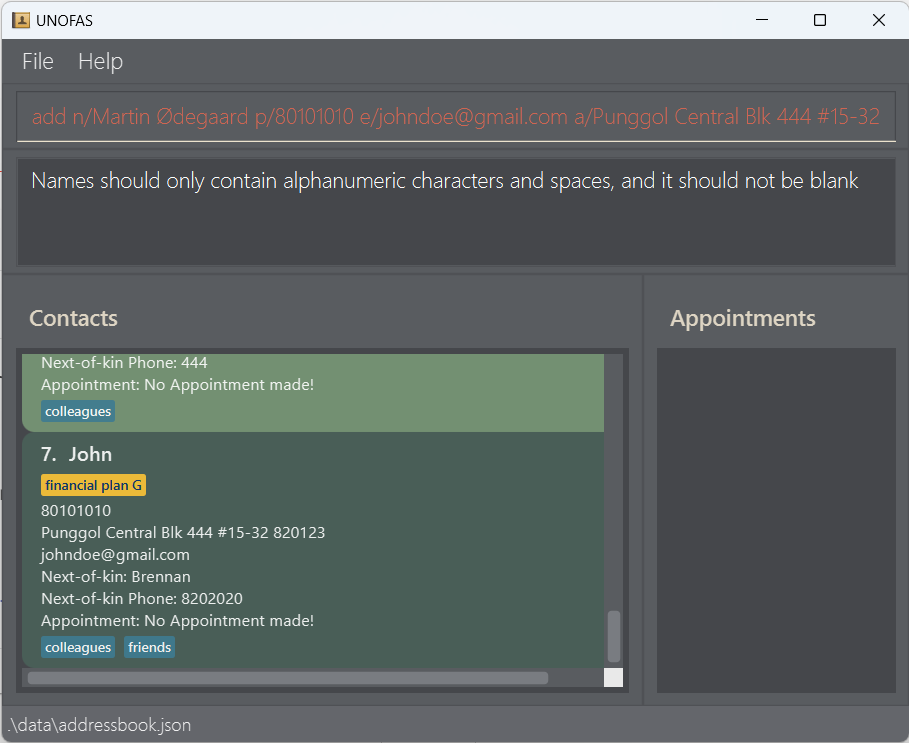 UNOFAS
File Help
add n/Martin Ødegaard p/80101010 e/johndoe@gmail.com a/Punggol Central Blk 444 #15-32
Names should only contain alphanumeric characters and spaces, and it should not be blank
Contacts
Next-of-kin Phone: 444
Appointment: No Appointment made!
colleagues
7. John
financial plan G
80101010
Punggol Central Blk 444 #15-32 820123
johndoe@gmail.com
Next-of-kin: Brennan
Next-of-kin Phone: 8202020
Appointment: No Appointment made!
colleagues friends
Appointments
.\data\addressbook.json